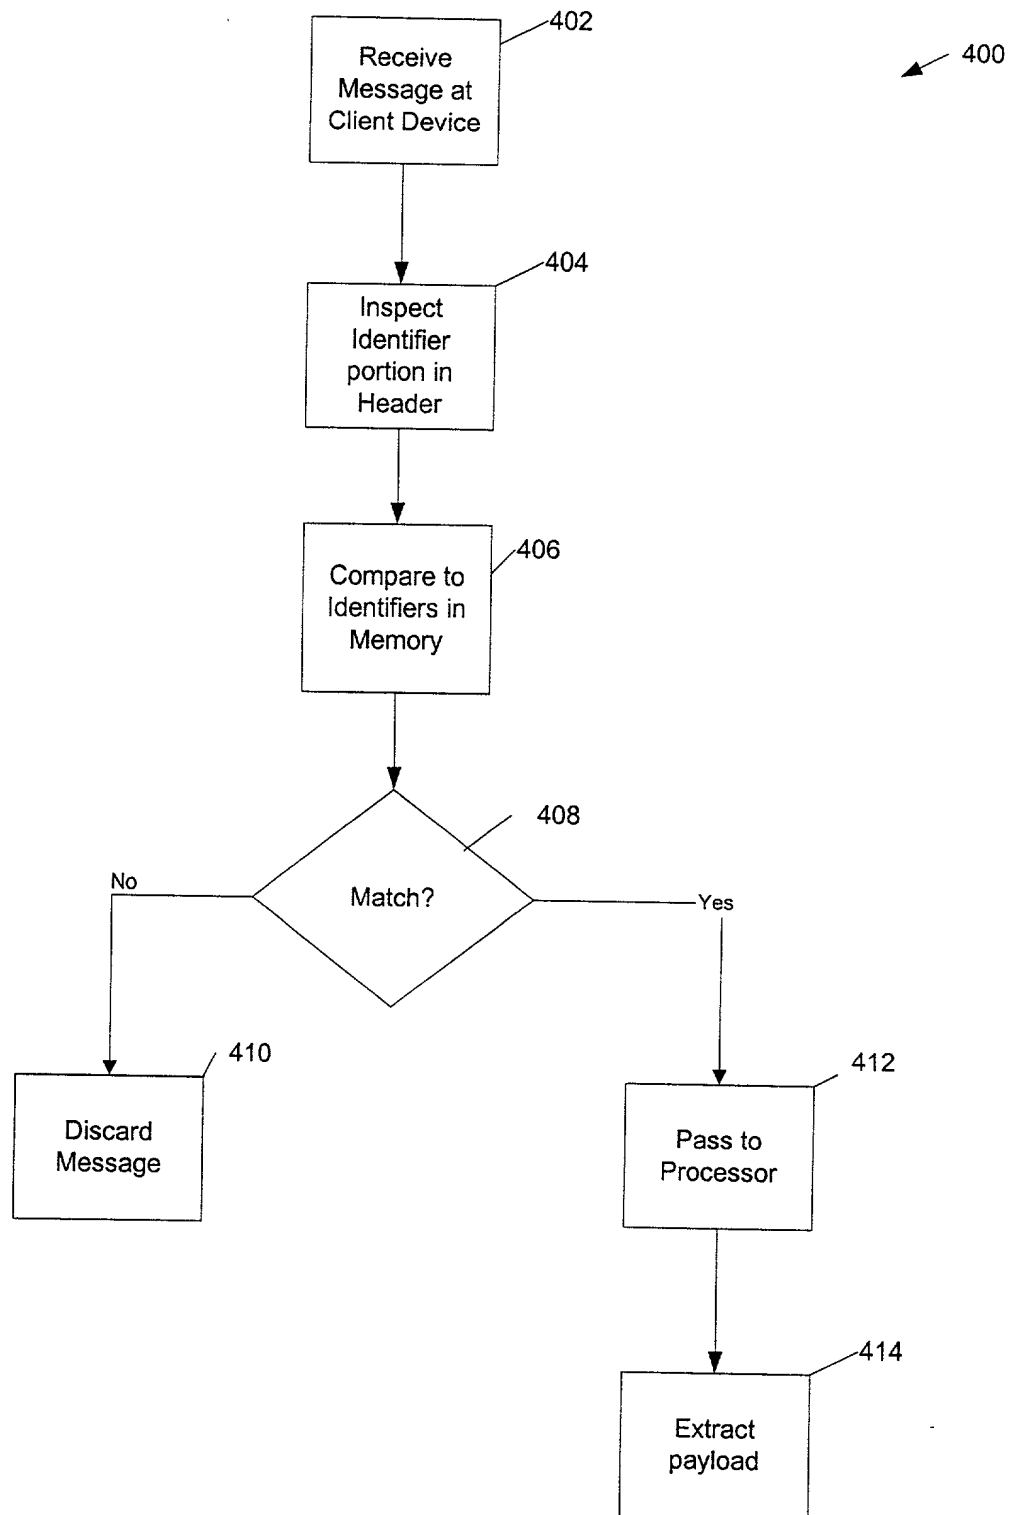 402
Receive
Message at
Client Device
400
404
Inspect
Identifier
portion in
Header
406
Compare to
Identifiers in
Memory
408
Match?
No
Yes
410
Discard
Message
412
Pass to
Processor
414
Extract
payload